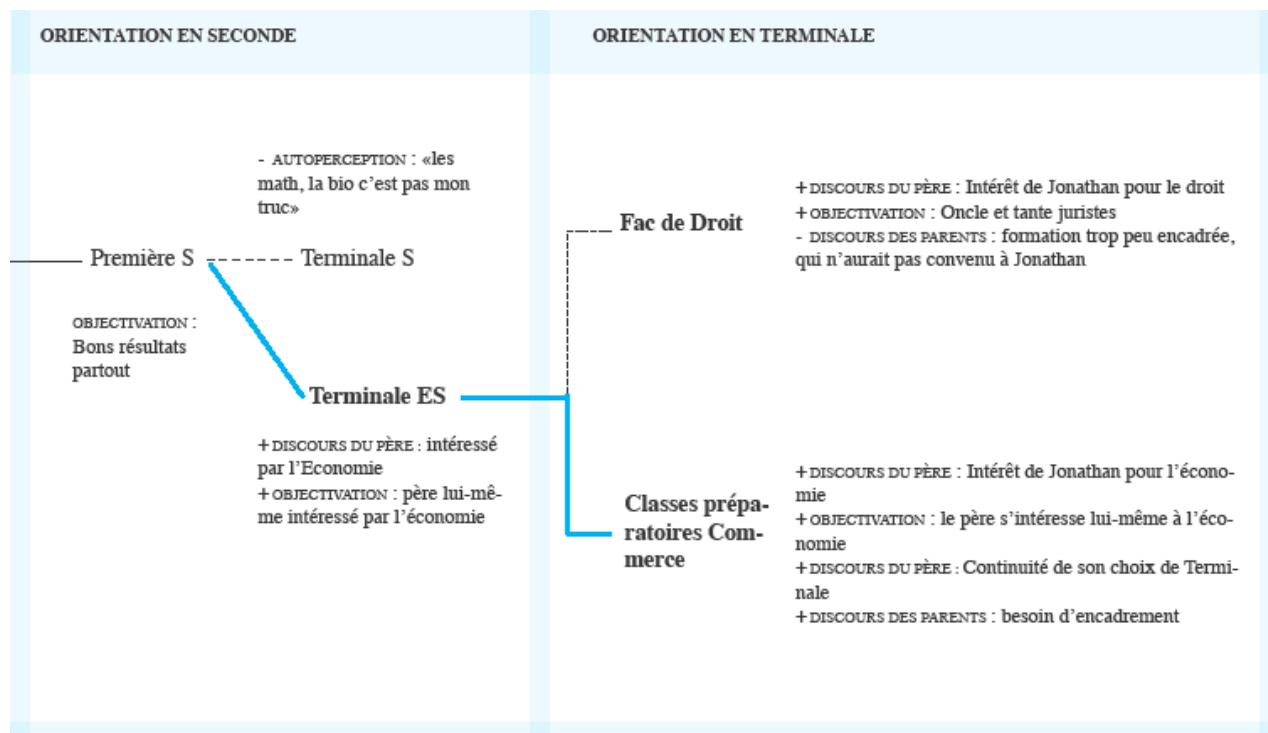 ORIENTATION EN SECONDE
ORIENTATION EN TERMINALE
- AUTOPERCEPTION : «les
math, la bio c'est pas mon
truc»
Première S
Terminale S
OBJECTIVATION :
Bons résultats
partout
Terminale ES
+ DISCOURS DU PÈRE : intéressé
par l'Economie
+ OBJECTIVATION : père lui-mê-
me intéressé par l'économie
Fac de Droit
+ DISCOURS DU PÈRE : Intérêt de Jonathan pour le droit
+ OBJECTIVATION : Oncle et tante juristes
- DISCOURS DES PARENTS : formation trop peu encadrée,
qui n'aurait pas convenu à Jonathan
Classes prépa-
ratoires Com-
merce
+ DISCOURS DU PÈRE : Intérêt de Jonathan pour l'écono-
mie
+ OBJECTIVATION : le père s'intéresse lui-même à l'éco-
nomie
+ DISCOURS DU PÈRE : Continuité de son choix de Termi-
nale
+ DISCOURS DES PARENTS : besoin d'encadrement